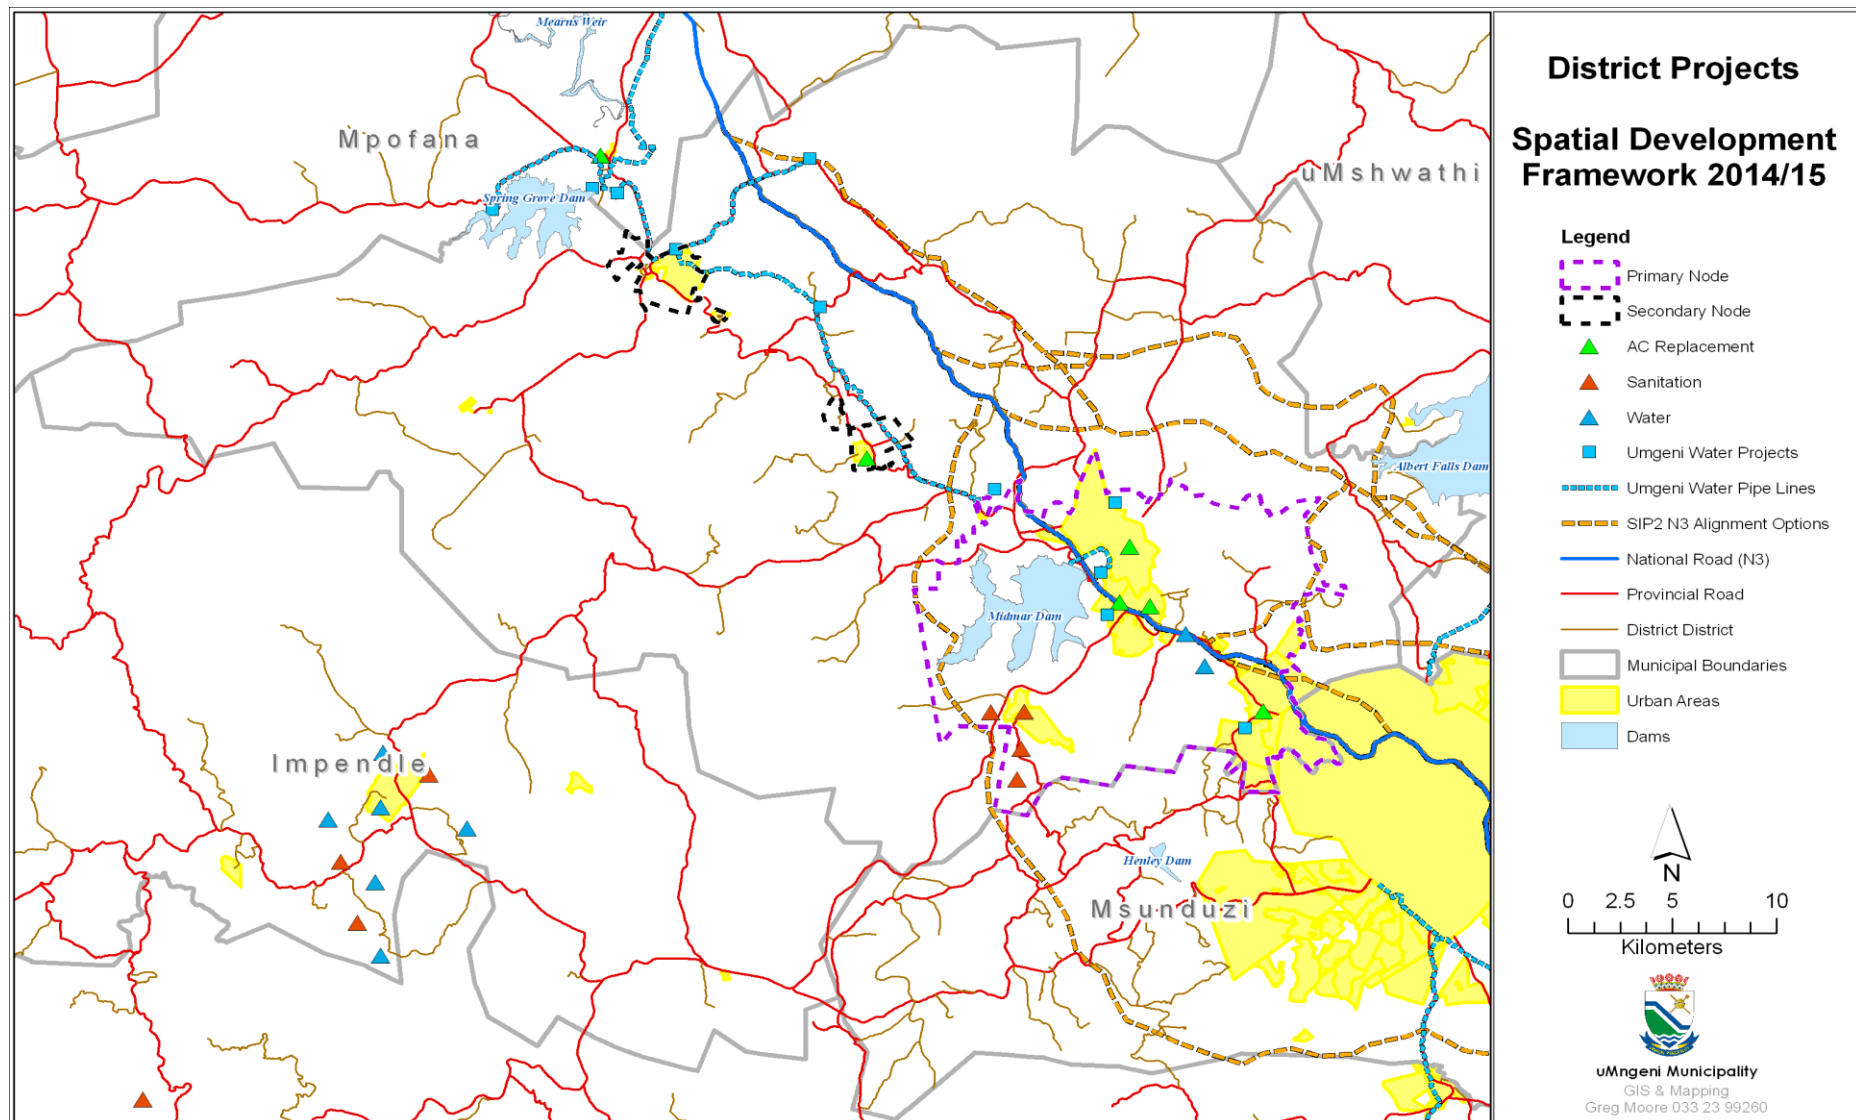 Mearns Weir
Mpofana
uMshwathi
Spring Grove Dam
Albert Falls Dam
Midmar Dam
Impendle
Henley Dam
Msunduzi
District Projects
Spatial Development
Framework 2014/15
Legend
Primary Node
Secondary Node
AC Replacement
Sanitation
Water
Umgeni Water Projects
Umgeni Water Pipe Lines
SIP2 N3 Alignment Options
National Road (N3)
Provincial Road
District District
Municipal Boundaries
Urban Areas
Dams
N
0 2.5 5 10
Kilometers
uMngeni Municipality
GIS & Mapping
Greg Moore 033 23 99260